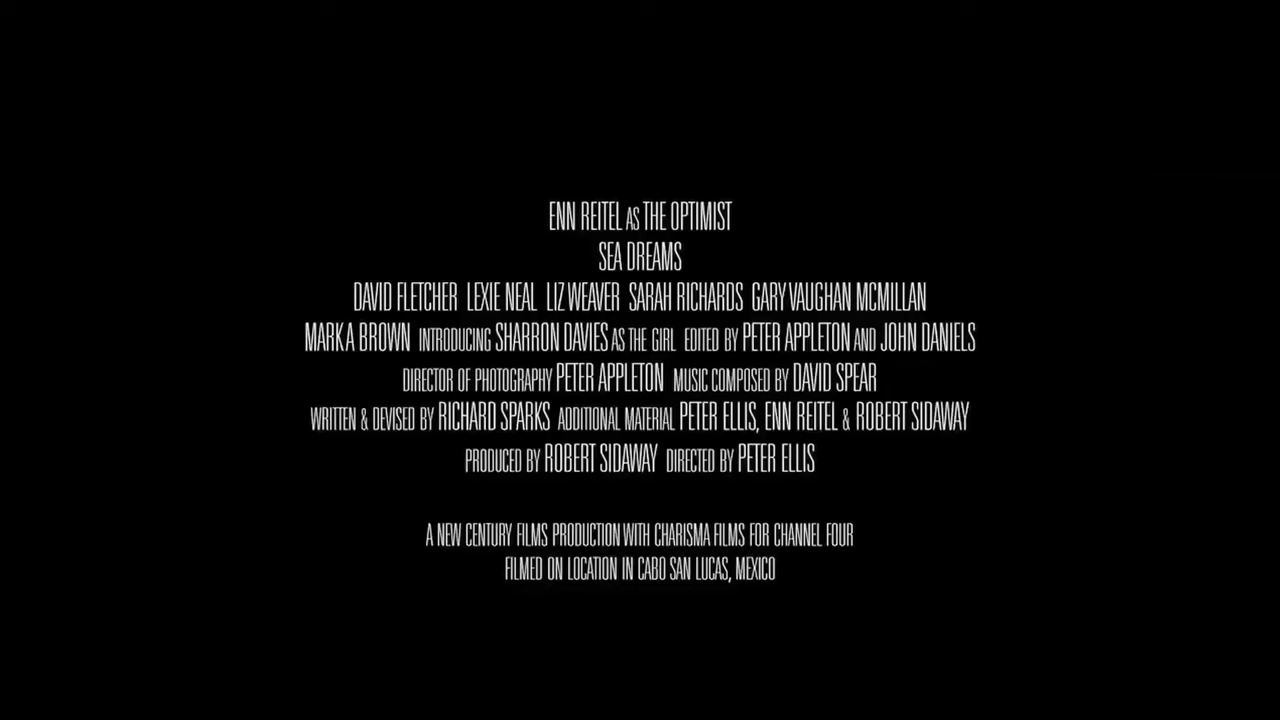 ENN REITEL AS THE OPTIMIST
SEA DREAMS
DAVID FLETCHER LEXIE NEAL LIZ WEAVER SARAH RICHARDS GARY VAUGHAN MCMILLAN
MARK A BROWN INTRODUCING SHARRON DAVIES AS THE GIRL EDITED BY PETER APPLETON AND JOHN DANIELS
DIRECTOR OF PHOTOGRAPHY PETER APPLETON MUSIC COMPOSED BY DAVID SPEAR
WRITTEN & DEVISED BY RICHARD SPARKS ADDITIONAL MATERIAL PETER ELLIS, ENN REITEL & ROBERT SIDAWAY
PRODUCED BY ROBERT SIDAWAY DIRECTED BY PETER ELLIS
A NEW CENTURY FILMS PRODUCTION WITH CHARISMA FILMS FOR CHANNEL FOUR
FILMED ON LOCATION IN CABO SAN LUCAS, MEXICO